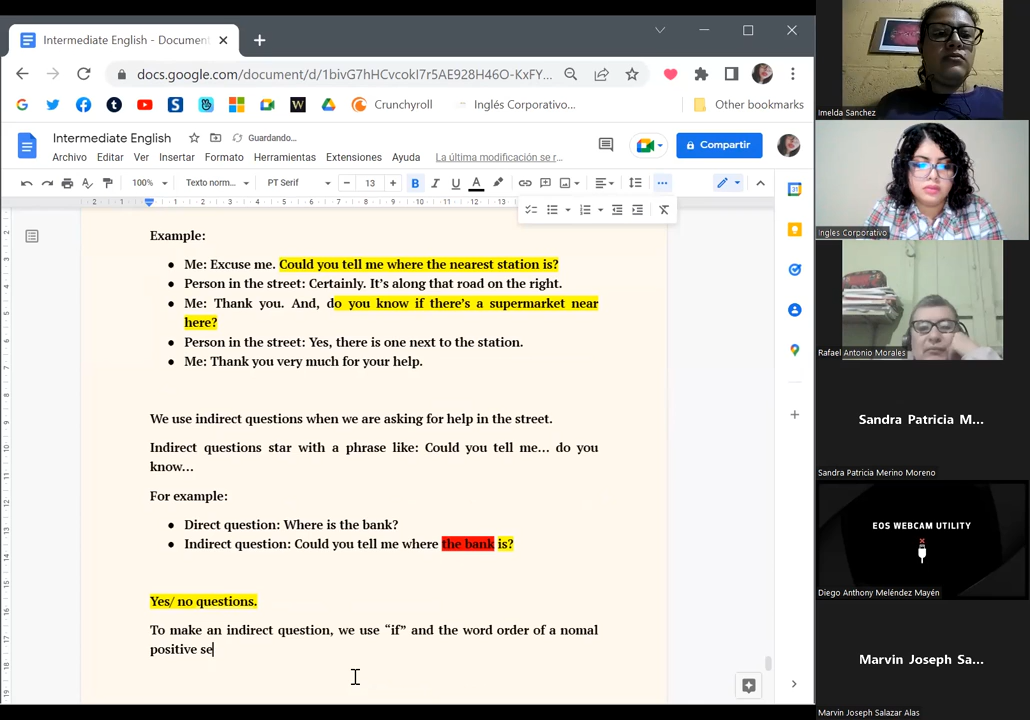 Intermediate English - Document
docs.google.com/document/d/1bivG7hHCvcokI7r5AE928H46O-KxFY...
Crunchyroll
Inglés Corporativo...
Other bookmarks
Intermediate English
Guardando...
Archivo Editar Ver Insertar Formato Herramientas Extensiones Ayuda La última modificación se r...
Compartir
100% Texto norm... PT Serif 13
Example:
Me: Excuse me. Could you tell me where the nearest station is?
Person in the street: Certainly. It's along that road on the right.
Me: Thank you. And, do you know if there's a supermarket near
here?
Person in the street: Yes, there is one next to the station.
Me: Thank you very much for your help.
We use indirect questions when we are asking for help in the street.
Indirect questions star with a phrase like: Could you tell me... do you
know...
For example:
Direct question: Where is the bank?
Indirect question: Could you tell me where the bank is?
Yes/ no questions.
To make an indirect question, we use “if” and the word order of a nomal
positive se
Imelda Sanchez
Ingles Corporativo
Rafael Antonio Morales
Sandra Patricia M...
Sandra Patricia Merino Moreno
EOS WEBCAM UTILITY
Diego Anthony Meléndez Mayén
Marvin Joseph Sa...
Marvin Joseph Salazar Alas